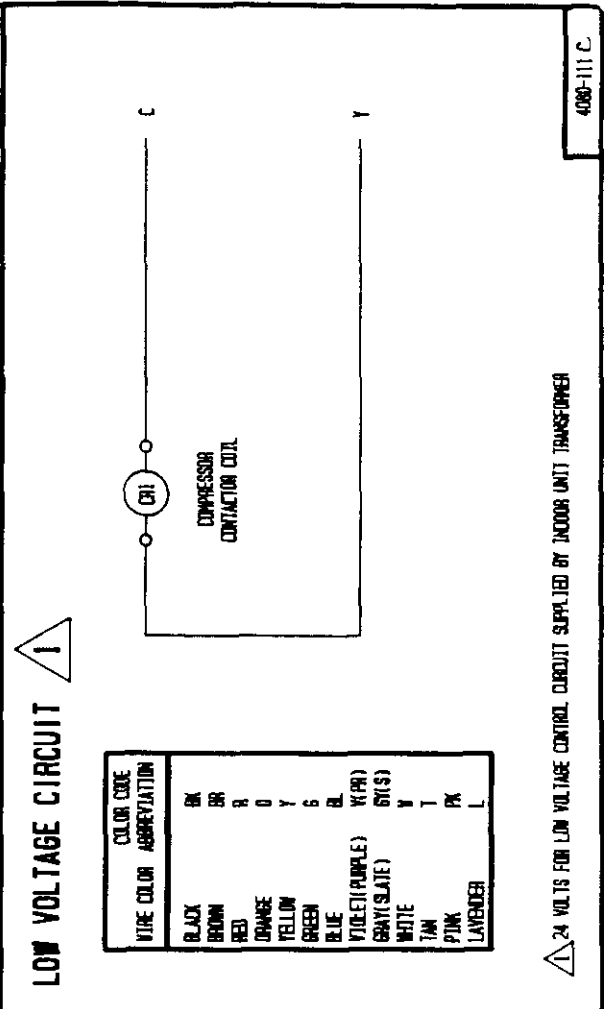 LOW VOLTAGE CIRCUIT 1
COLOR CODE
WIRE COLOR ABBREVIATION
BLACK BK
BROWN BR
RED R
ORANGE O
YELLOW Y
GREEN G
BLUE BL
VIOLET(PURPLE) V(PR)
GRAY(SLATE) GY(S)
WHITE W
TAN T
PINK PK
LAVENDER L
CR1
COMPRESSOR
CONTACTOR COIL
C
Y
1 24 VOLTS FOR LOW VOLTAGE CONTROL CIRCUIT SUPPLIED BY INDOOR UNIT TRANSFORMER
4080-111 C